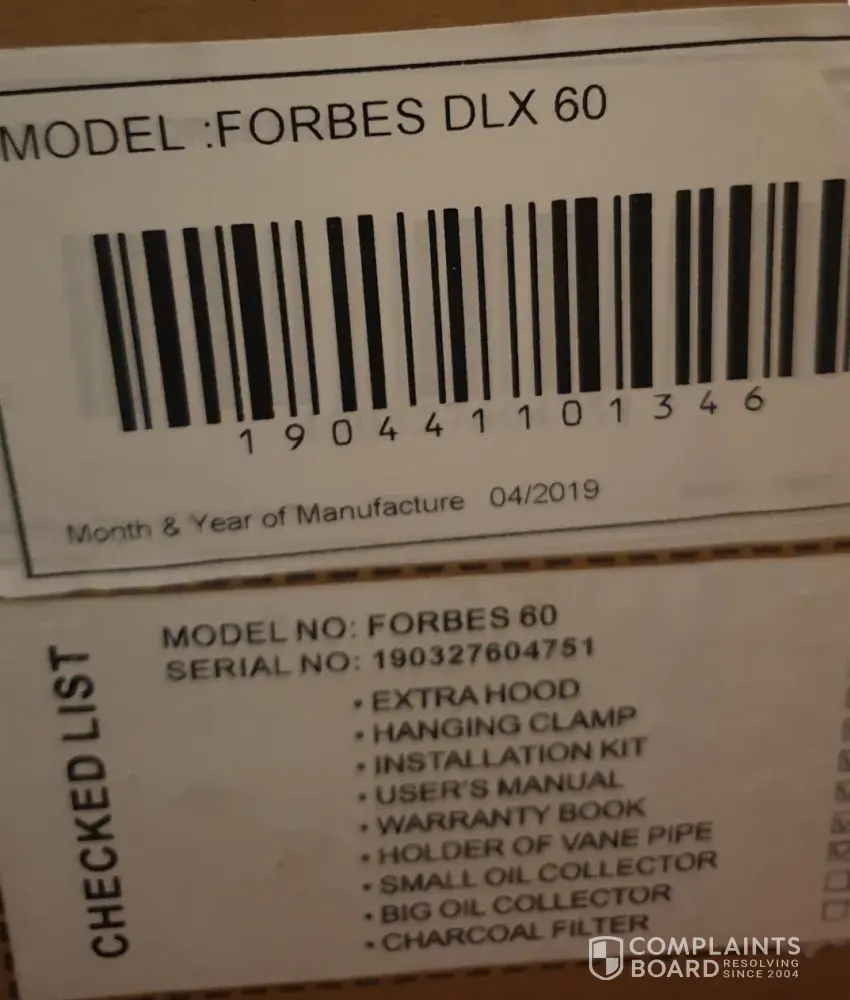 MODEL :FORBES DLX 60
190441101346
Month & Year of Manufacture 04/2019
CHECKED LIST
MODEL NO: FORBES 60
SERIAL NO: 190327604751
• EXTRA HOOD
• HANGING CLAMP
• INSTALLATION KIT
• USER'S MANUAL
• WARRANTY BOOK
• HOLDER OF VANE PIPE
• SMALL OIL COLLECTOR
• BIG OIL COLLECTOR
• CHARCOAL FILTER
COMPLAINTS
BOARD RESOLVING
SINCE 2004